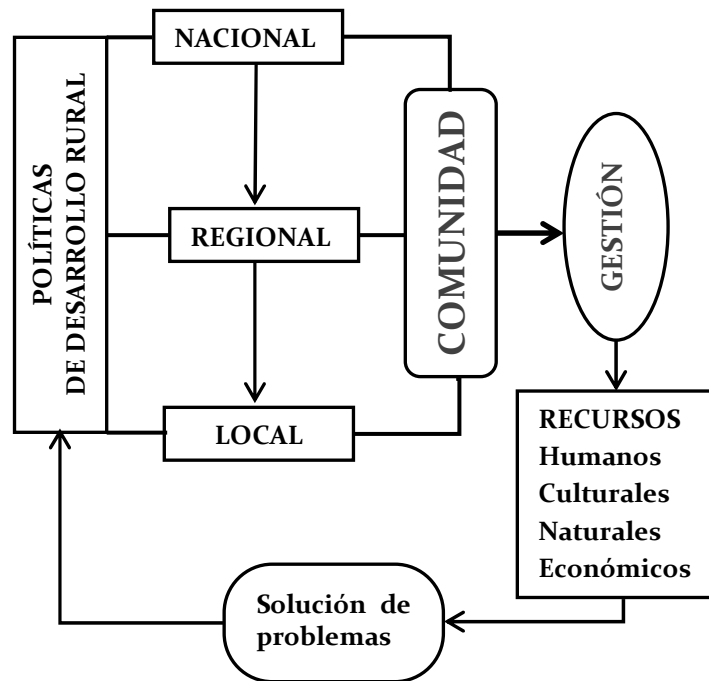 POLÍTICAS
DE DESARROLLO RURAL
NACIONAL
REGIONAL
LOCAL
COMUNIDAD
GESTIÓN
RECURSOS
Humanos
Culturales
Naturales
Económicos
Solución de
problemas